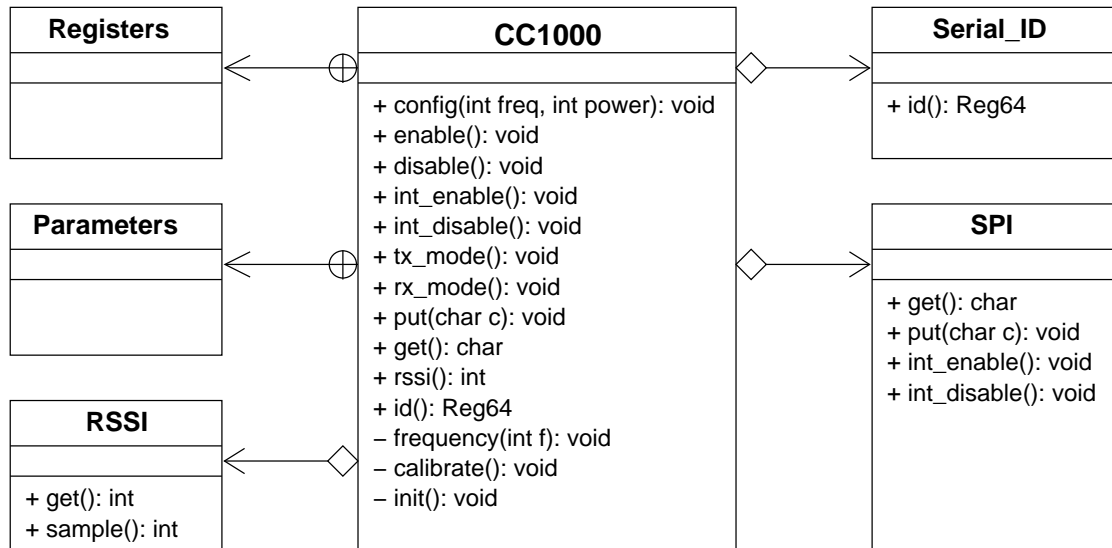 Registers
Parameters
RSSI
+ get(): int
+ sample(): int
CC1000
+ config(int freq, int power): void
+ enable(): void
+ disable(): void
+ int_enable(): void
+ int_disable(): void
+ tx_mode(): void
+ rx_mode(): void
+ put(char c): void
+ get(): char
+ rssi(): int
+ id(): Reg64
− frequency(int f): void
− calibrate(): void
− init(): void
Serial_ID
+ id(): Reg64
SPI
+ get(): char
+ put(char c): void
+ int_enable(): void
+ int_disable(): void